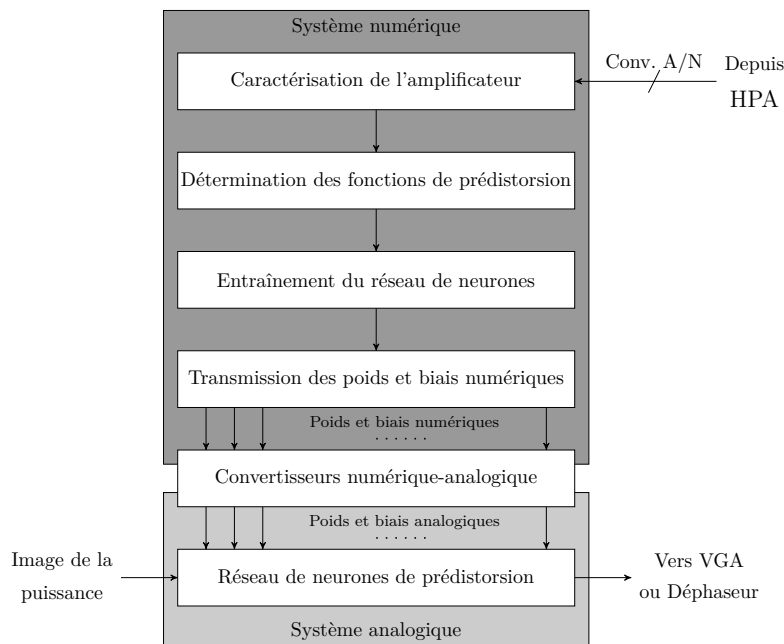 Système numérique
Caractérisation de l'amplificateur
Conv. A/N
Depuis
HPA
Détermination des fonctions de prédistorsion
Entraînement du réseau de neurones
Transmission des poids et biais numériques
Poids et biais numériques
......
Convertisseurs numérique-analogique
Poids et biais analogiques
......
Image de la
puissance
Réseau de neurones de prédistorsion
Vers VGA
ou Déphaseur
Système analogique